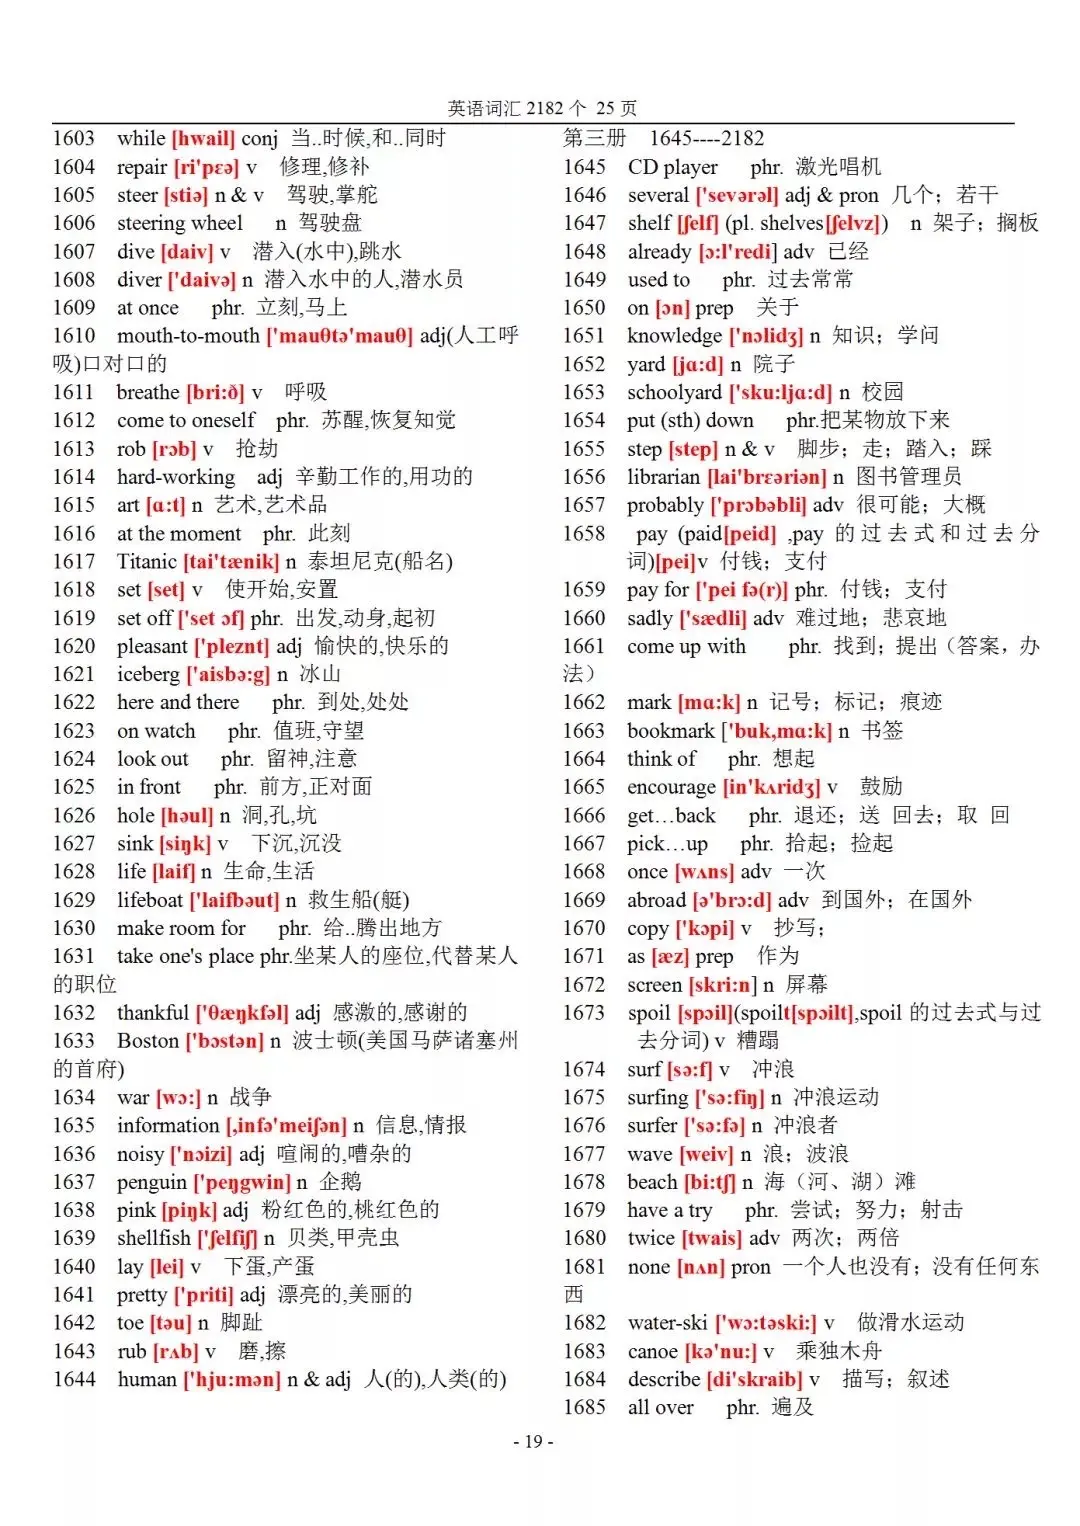 英语词汇 2182 个  25 页
1603 while [hwail] conj 当..时候,和..同时
1604 repair [ri'pɛə] v 修理,修补
1605 steer [stiə] n & v 驾驶,掌舵
1606 steering wheel n 驾驶盘
1607 dive [daiv] v 潜入(水中),跳水
1608 diver ['daivə] n 潜入水中的人,潜水员
1609 at once phr. 立刻,马上
1610 mouth-to-mouth ['mauθtə'mauθ] adj(人工呼
吸)口对口的
1611 breathe [bri:ð] v 呼吸
1612 come to oneself phr. 苏醒,恢复知觉
1613 rob [rɔb] v 抢劫
1614 hard-working adj 辛勤工作的,用功的
1615 art [ɑ:t] n 艺术,艺术品
1616 at the moment phr. 此刻
1617 Titanic [tai'tænik] n 泰坦尼克(船名)
1618 set [set] v 使开始,安置
1619 set off ['set ɔf] phr. 出发,动身,起初
1620 pleasant ['pleznt] adj 愉快的,快乐的
1621 iceberg ['aisbə:g] n 冰山
1622 here and there phr. 到处,处处
1623 on watch phr. 值班,守望
1624 look out phr. 留神,注意
1625 in front phr. 前方,正对面
1626 hole [həul] n 洞,孔,坑
1627 sink [siŋk] v 下沉,沉没
1628 life [laif] n 生命,生活
1629 lifeboat ['laifbəut] n 救生船(艇)
1630 make room for phr. 给..腾出地方
1631 take one's place phr.坐某人的座位,代替某人
的职位
1632 thankful ['θæŋkfəl] adj 感激的,感谢的
1633 Boston ['bɔstən] n 波士顿(美国马萨诸塞州
的首府)
1634 war [wɔ:] n 战争
1635 information [,infə'meiʃən] n 信息,情报
1636 noisy ['nɔizi] adj 喧闹的,嘈杂的
1637 penguin ['peŋgwin] n 企鹅
1638 pink [piŋk] adj 粉红色的,桃红色的
1639 shellfish ['ʃelfiʃ] n 贝类,甲壳虫
1640 lay [lei] v 下蛋,产蛋
1641 pretty ['priti] adj 漂亮的,美丽的
1642 toe [təu] n 脚趾
1643 rub [rʌb] v 磨,擦
1644 human ['hju:mən] n & adj 人(的),人类(的)
第三册 1645----2182
1645 CD player phr. 激光唱机
1646 several ['sevərəl] adj & pron 几个；若干
1647 shelf [ʃelf] (pl. shelves[ʃelvz]) n 架子；搁板
1648 already [ɔ:l'redi] adv 已经
1649 used to phr. 过去常常
1650 on [ɔn] prep 关于
1651 knowledge ['nɔlidʒ] n 知识；学问
1652 yard [jɑ:d] n 院子
1653 schoolyard ['sku:ljɑ:d] n 校园
1654 put (sth) down phr.把某物放下来
1655 step [step] n & v 脚步；走；踏入；踩
1656 librarian [lai'brɛəriən] n 图书管理员
1657 probably ['prɔbəbli] adv 很可能；大概
1658 pay (paid[peid] ,pay 的过去式和过去分
词)[pei]v 付钱；支付
1659 pay for ['pei fə(r)] phr. 付钱；支付
1660 sadly ['sædli] adv 难过地；悲哀地
1661 come up with phr. 找到；提出（答案，办
法）
1662 mark [mɑ:k] n 记号；标记；痕迹
1663 bookmark ['buk,mɑ:k] n 书签
1664 think of phr. 想起
1665 encourage [in'kʌridʒ] v 鼓励
1666 get…back phr. 退还；送 回去；取 回
1667 pick…up phr. 拾起；捡起
1668 once [wʌns] adv 一次
1669 abroad [ə'brɔ:d] adv 到国外；在国外
1670 copy ['kɔpi] v 抄写；
1671 as [æz] prep 作为
1672 screen [skri:n] n 屏幕
1673 spoil [spɔil](spoilt[spɔilt],spoil 的过去式与过
去分词) v 糟蹋
1674 surf [sə:f] v 冲浪
1675 surfing ['sə:fiŋ] n 冲浪运动
1676 surfer ['sə:fə] n 冲浪者
1677 wave [weiv] n 浪；波浪
1678 beach [bi:tʃ] n 海（河、湖）滩
1679 have a try phr. 尝试；努力；射击
1680 twice [twais] adv 两次；两倍
1681 none [nʌn] pron 一个人也没有；没有任何东
西
1682 water-ski ['wɔ:təski:] v 做滑水运动
1683 canoe [kə'nu:] v 乘独木舟
1684 describe [di'skraib] v 描写；叙述
1685 all over phr. 遍及
- 19 -